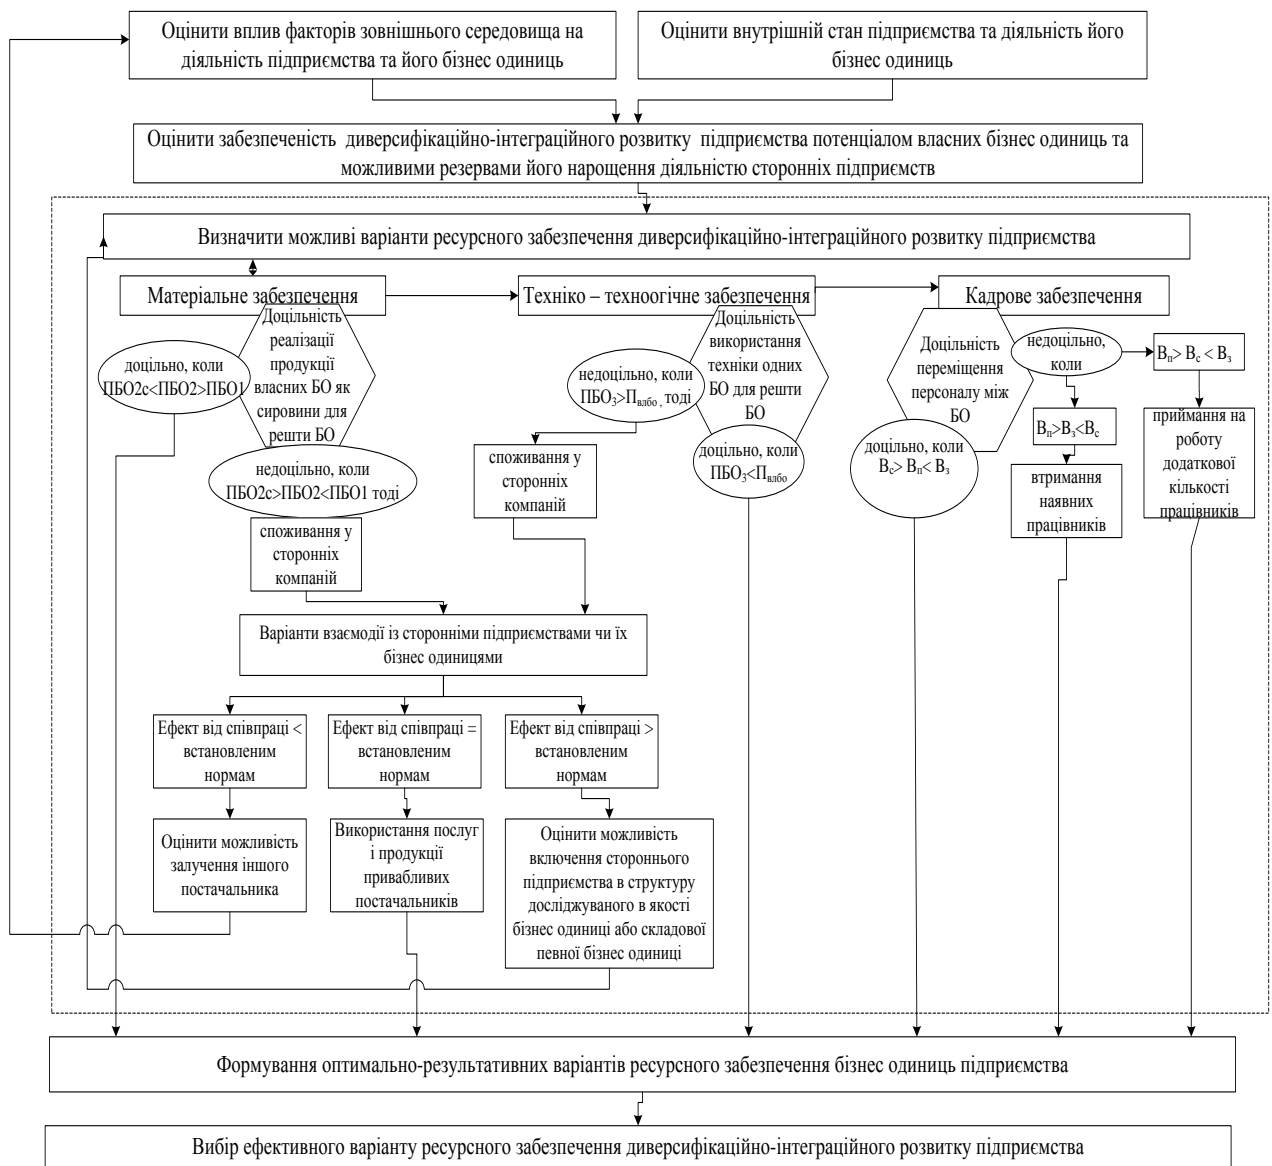 Оцінити вплив факторів зовнішнього середовища на
діяльність підприємства та його бізнес одиниць
Оцінити внутрішній стан підприємства та діяльність його
бізнес одиниць
Оцінити забезпеченість диверсифікаційно-інтеграційного розвитку підприємства потенціалом власних бізнес одиниць та
можливими резервами його нарощення діяльністю сторонніх підприємств
Визначити можливі варіанти ресурсного забезпечення диверсифікаційно-інтеграційного розвитку підприємства
Матеріальне забезпечення
Техніко – техноогічне забезпечення
Кадрове забезпечення
Доцільність
реалізації
продукції
власних БО як
сировини для
решти БО
доцільно, коли
ПБО2с<ПБО2>ПБО1
недоцільно, коли
ПБО2с>ПБО2<ПБО1 тоді
споживання у
сторонніх
компаній
Доцільність
використання
техніки одних
БО для решти
БО
недоцільно, коли
ПБО₃>Пвлбо , тоді
доцільно, коли
ПБО₃<Пвлбо
споживання у
сторонніх
компаній
Доцільність
переміщення
персоналу між
БО
недоцільно,
коли
Вп> Вс < Вз
Вп>Вз<Вс
доцільно, коли
Вс> Вп< Вз
втримання
наявних
працівників
приймання на
роботу
додаткової
кількості
працівників
Варіанти взаємодії із сторонніми підприємствами чи їх
бізнес одиницями
Ефект від співпраці <
встановленим
нормам
Ефект від співпраці =
встановленим
нормам
Ефект від співпраці >
встановленим
нормам
Оцінити можливість
залучення іншого
постачальника
Використання послуг
і продукції
привабливих
постачальників
Оцінити можливість
включення стороннього
підприємства в структуру
досліджуваного в якості
бізнес одиниці або складової
певної бізнес одиниці
Формування оптимально-результативних варіантів ресурсного забезпечення бізнес одиниць підприємства
Вибір ефективного варіанту ресурсного забезпечення диверсифікаційно-інтеграційного розвитку підприємства